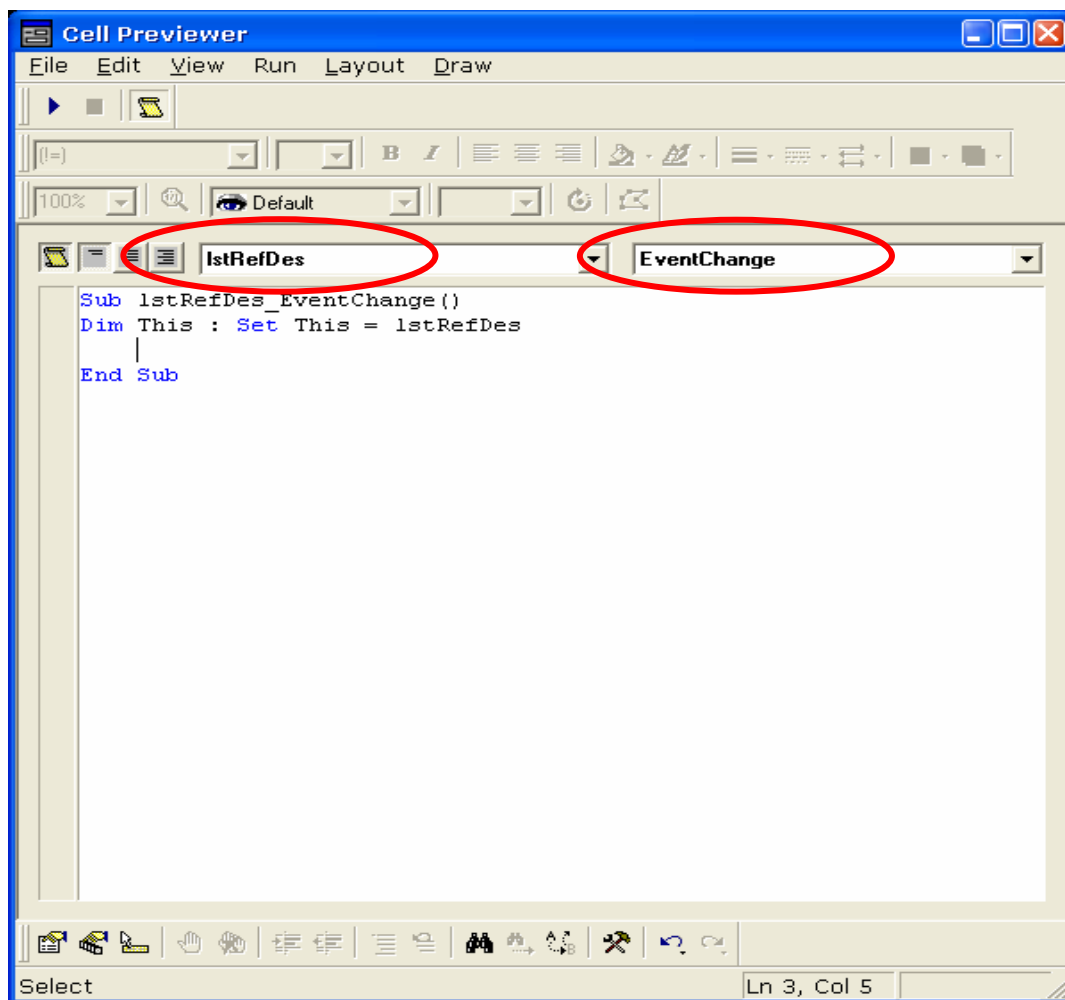 Cell Previewer
File Edit View Run Layout Draw
(!=) B I
100% Default
lstRefDes EventChange
Sub lstRefDes_EventChange()
Dim This : Set This = lstRefDes
End Sub
Select Ln 3, Col 5